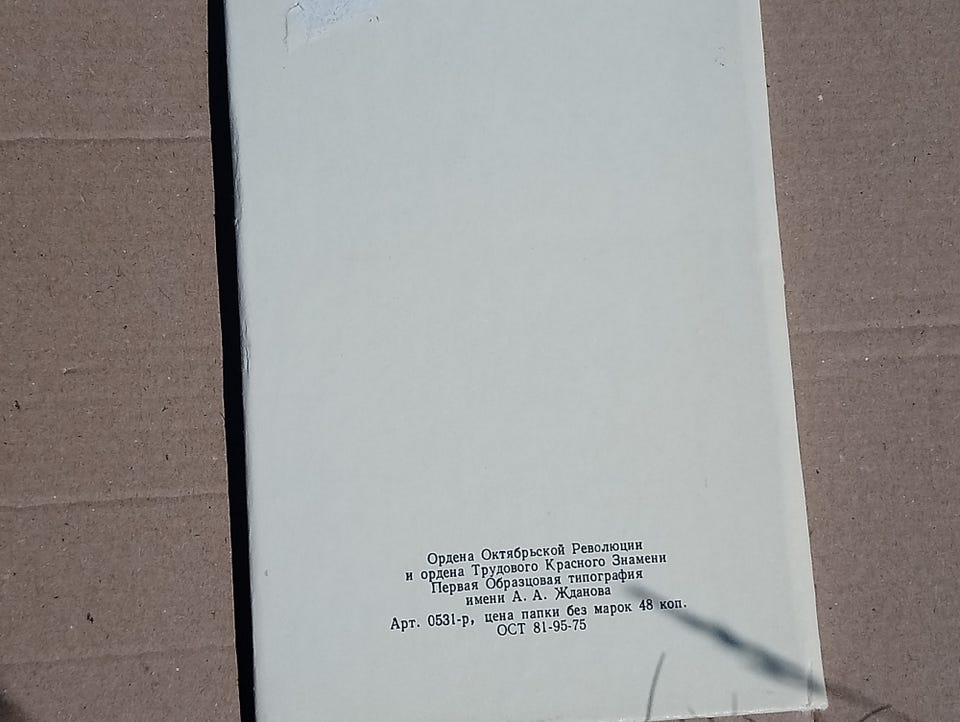 Ордена Октябрьской Революции
и ордена Трудового Красного Знамени
Первая Образцовая типография
имени А. А. Жданова
Арт. 0531-р, цена папки без марок 48 коп.
ОСТ 81-95-75